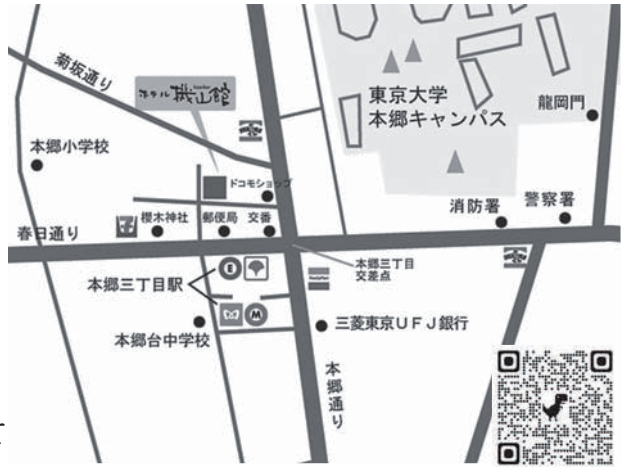 菊坂通り
ホテル機山館
東京大学
本郷キャンパス
龍岡門
本郷小学校
ドコモショップ
消防署
警察署
櫻木神社
郵便局
交番
春日通り
本郷三丁目
交差点
本郷三丁目駅
E
M
三菱東京UFJ銀行
本郷台中学校
本郷通り